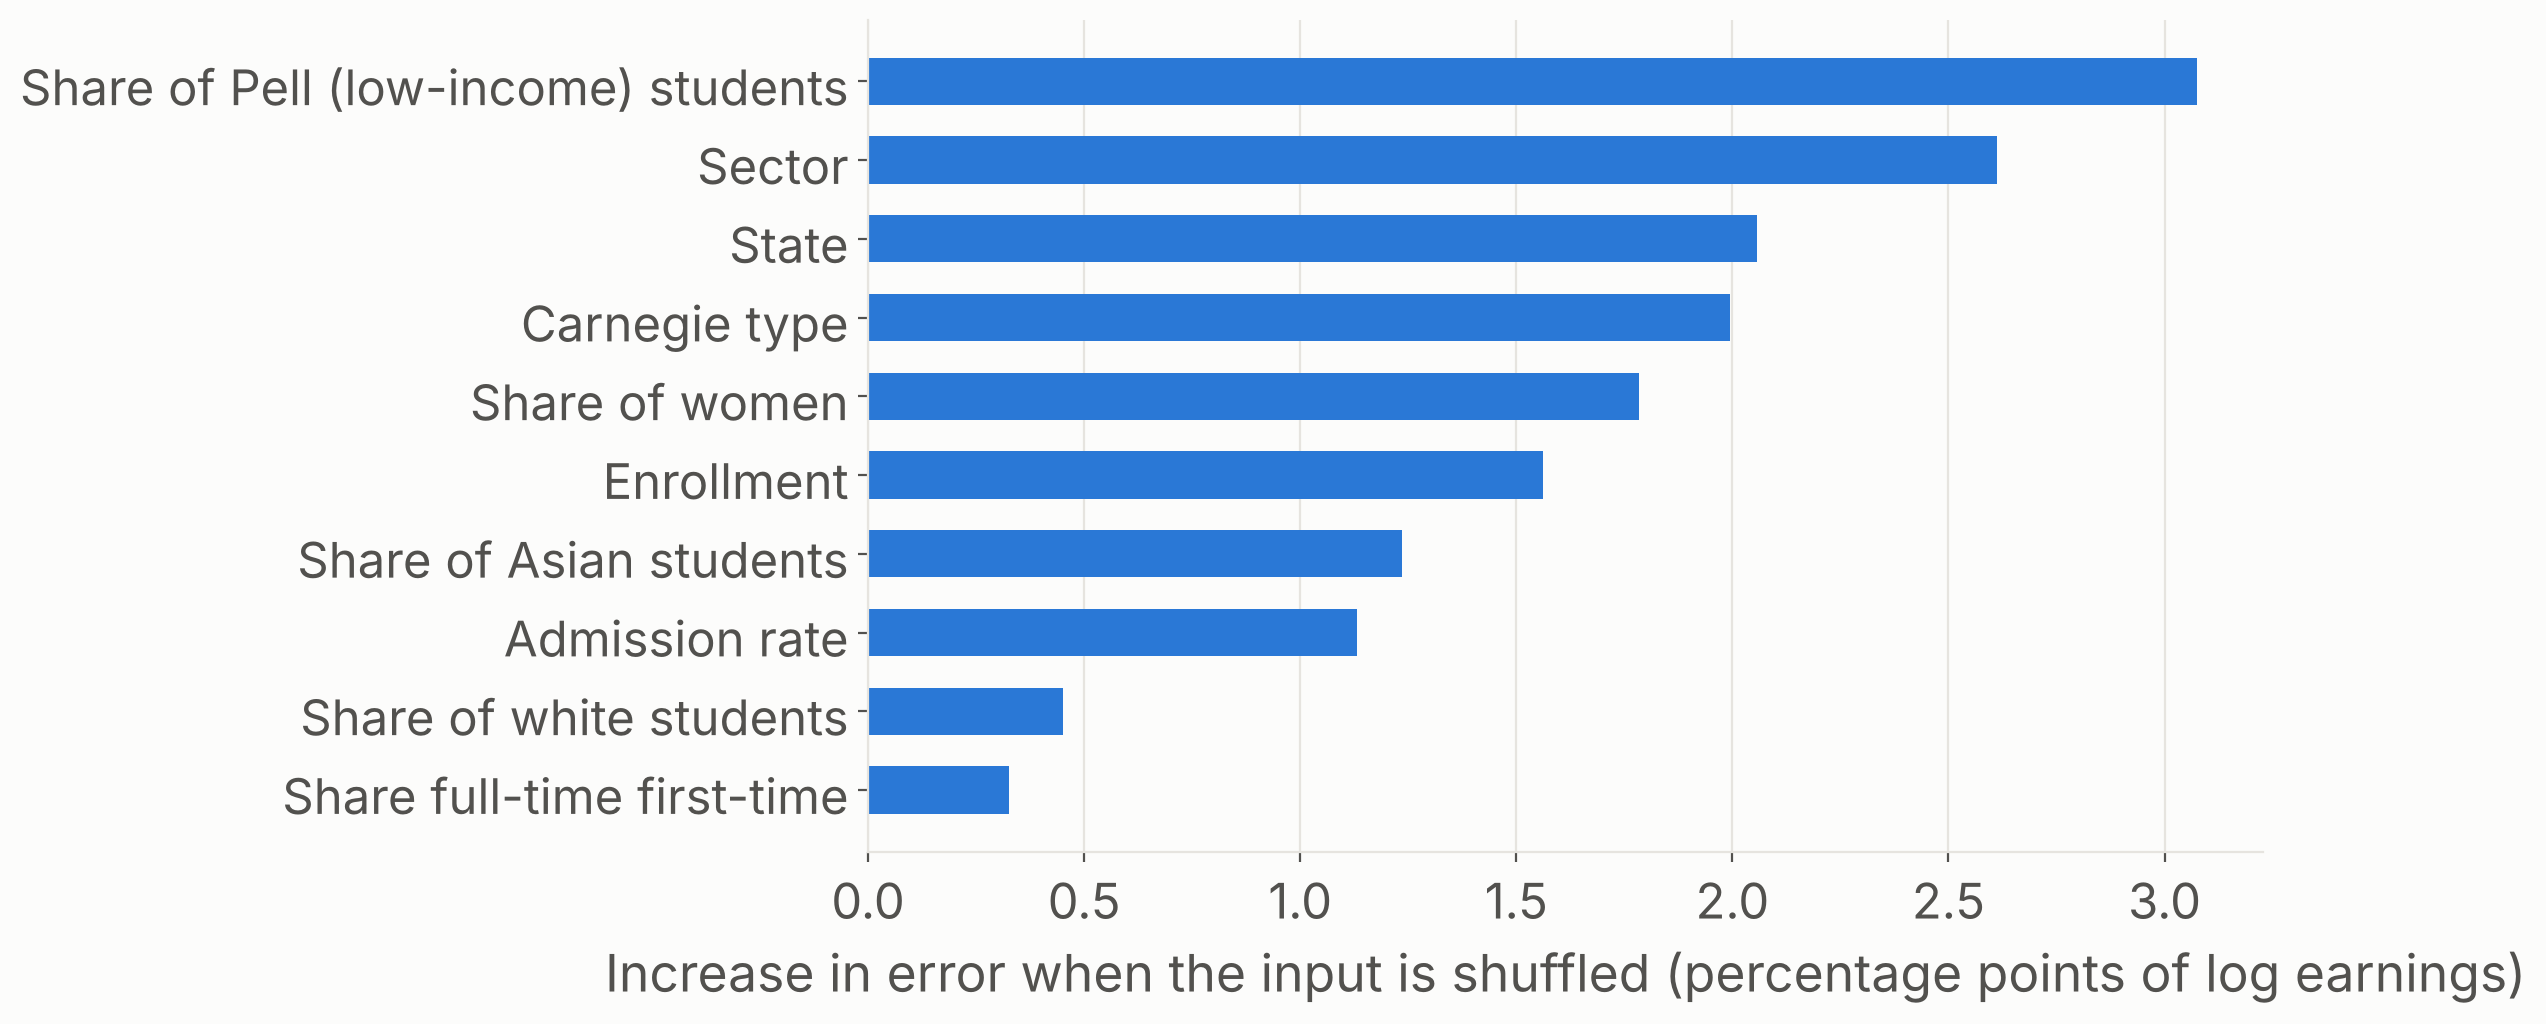 Share of Pell (low-income) students
Sector
State
Carnegie type
Share of women
Enrollment
Share of Asian students
Admission rate
Share of white students
Share full-time first-time
0.0 0.5 1.0 1.5 2.0 2.5 3.0
Increase in error when the input is shuffled (percentage points of log earnings)